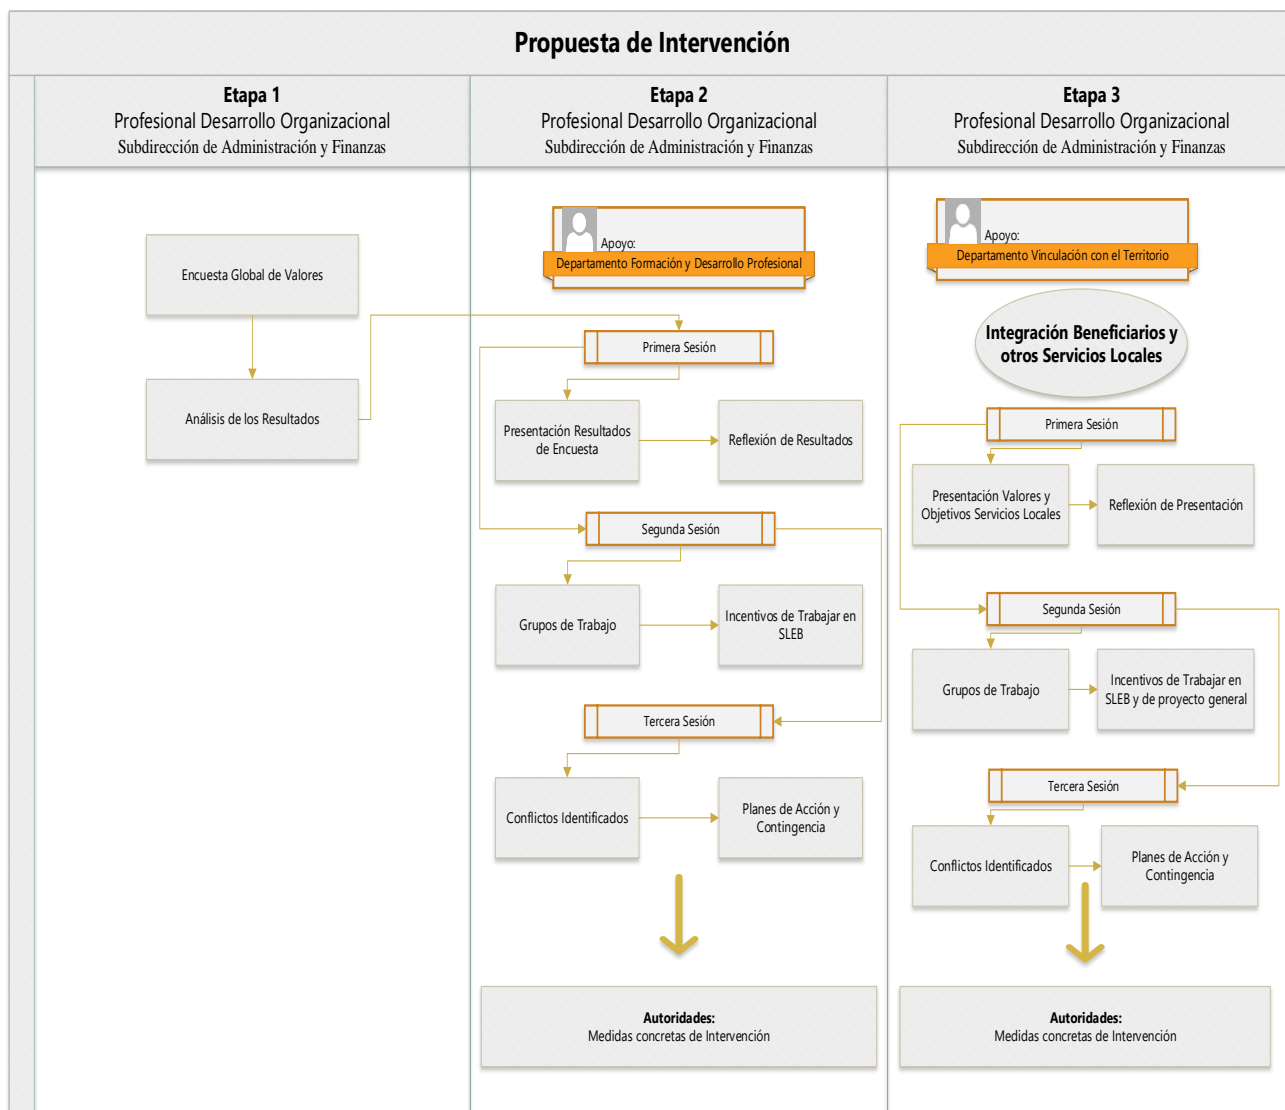 Propuesta de Intervención
Etapa 1
Profesional Desarrollo Organizacional
Subdirección de Administración y Finanzas
Encuesta Global de Valores
Análisis de los Resultados
Etapa 2
Profesional Desarrollo Organizacional
Subdirección de Administración y Finanzas
Apoyo:
Departamento Formación y Desarrollo Profesional
Primera Sesión
Presentación Resultados
de Encuesta
Reflexión de Resultados
Segunda Sesión
Grupos de Trabajo
Incentivos de Trabajar en
SLEB
Tercera Sesión
Conflictos Identificados
Planes de Acción y
Contingencia
Autoridades:
Medidas concretas de Intervención
Etapa 3
Profesional Desarrollo Organizacional
Subdirección de Administración y Finanzas
Apoyo:
Departamento Vinculación con el Territorio
Integración Beneficiarios y
otros Servicios Locales
Primera Sesión
Presentación Valores y
Objetivos Servicios Locales
Reflexión de Presentación
Segunda Sesión
Grupos de Trabajo
Incentivos de Trabajar en
SLEB y de proyecto general
Tercera Sesión
Conflictos Identificados
Planes de Acción y
Contingencia
Autoridades:
Medidas concretas de Intervención